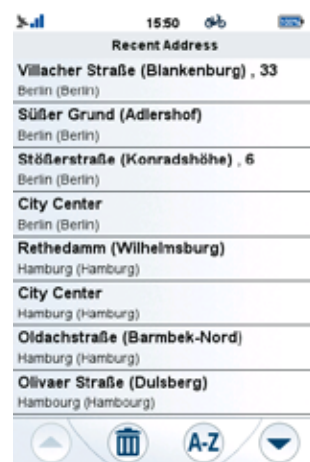 15:50
100%
Recent Address
Villacher Straße (Blankenburg) , 33
Berlin (Berlin)
Süßer Grund (Adlershof)
Berlin (Berlin)
Stößerstraße (Konradshöhe) , 6
Berlin (Berlin)
City Center
Berlin (Berlin)
Rethedamm (Wilhelmsburg)
Hamburg (Hamburg)
City Center
Hamburg (Hamburg)
Oldachstraße (Barmbek-Nord)
Hamburg (Hamburg)
Olivaer Straße (Dulsberg)
Hambourg (Hambourg)
A-Z